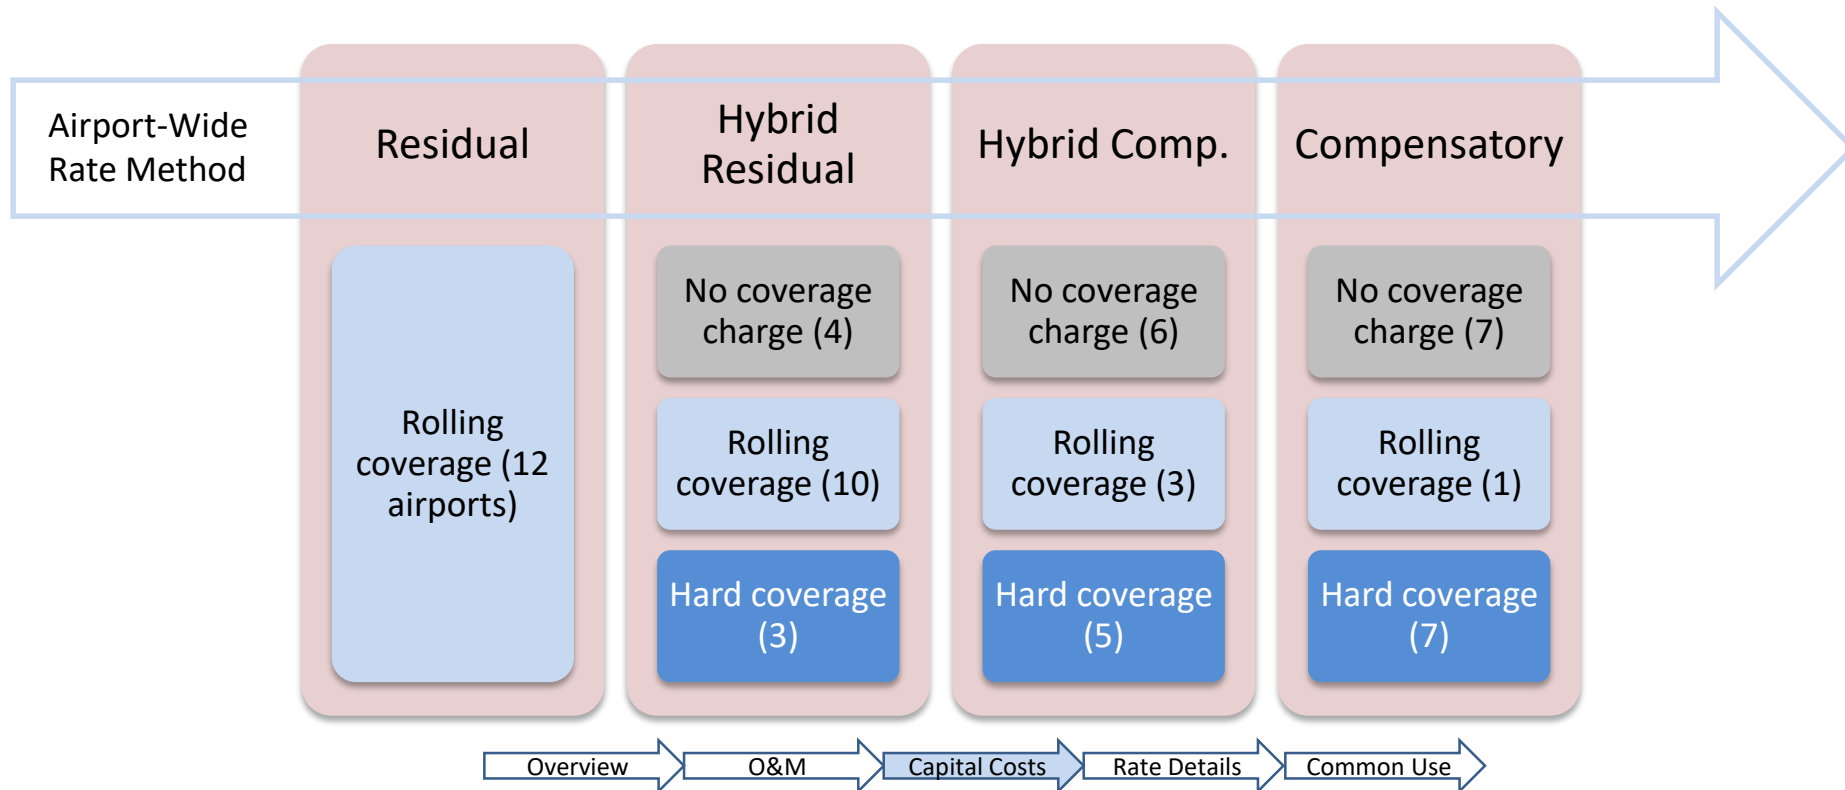 Airport-Wide
Rate Method
Residual
Hybrid
Residual
Hybrid Comp.
Compensatory
Rolling
coverage (12
airports)
No coverage
charge (4)
Rolling
coverage (10)
Hard coverage
(3)
No coverage
charge (6)
Rolling
coverage (3)
Hard coverage
(5)
No coverage
charge (7)
Rolling
coverage (1)
Hard coverage
(7)
Overview
O&M
Capital Costs
Rate Details
Common Use